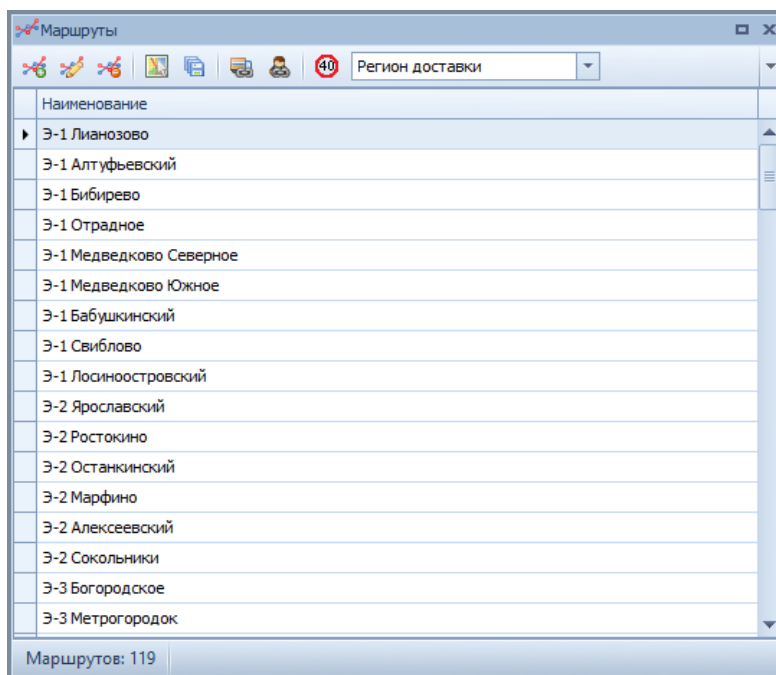 Маршруты
40 Регион доставки
Наименование
Э-1 Лианозово
Э-1 Алтуфьевский
Э-1 Бибирево
Э-1 Отрадное
Э-1 Медведково Северное
Э-1 Медведково Южное
Э-1 Бабушкинский
Э-1 Свиблово
Э-1 Лосиноостровский
Э-2 Ярославский
Э-2 Ростокино
Э-2 Останкинский
Э-2 Марфино
Э-2 Алексеевский
Э-2 Сокольники
Э-3 Богородское
Э-3 Метрогородок
Маршрутов: 119